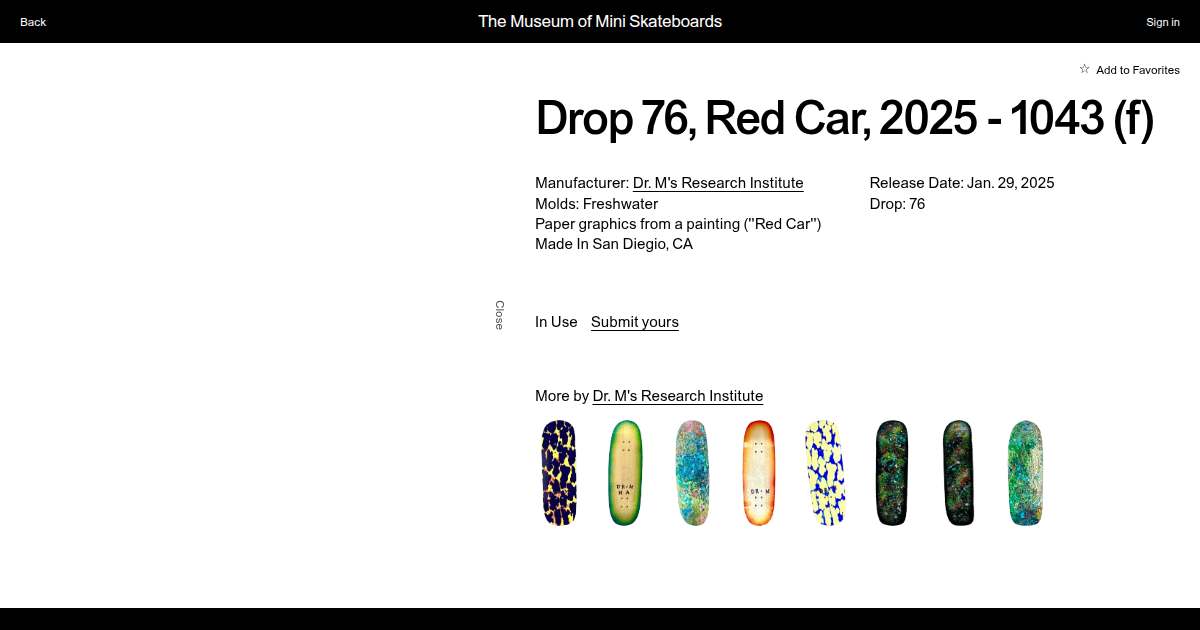 Back
The Museum of Mini Skateboards
Sign in
☆ Add to Favorites
Drop 76, Red Car, 2025 - 1043 (f)
Manufacturer: Dr. M's Research Institute
Molds: Freshwater
Paper graphics from a painting ("Red Car")
Made In San Diegio, CA
Release Date: Jan. 29, 2025
Drop: 76
Close
In Use Submit yours
More by Dr. M's Research Institute